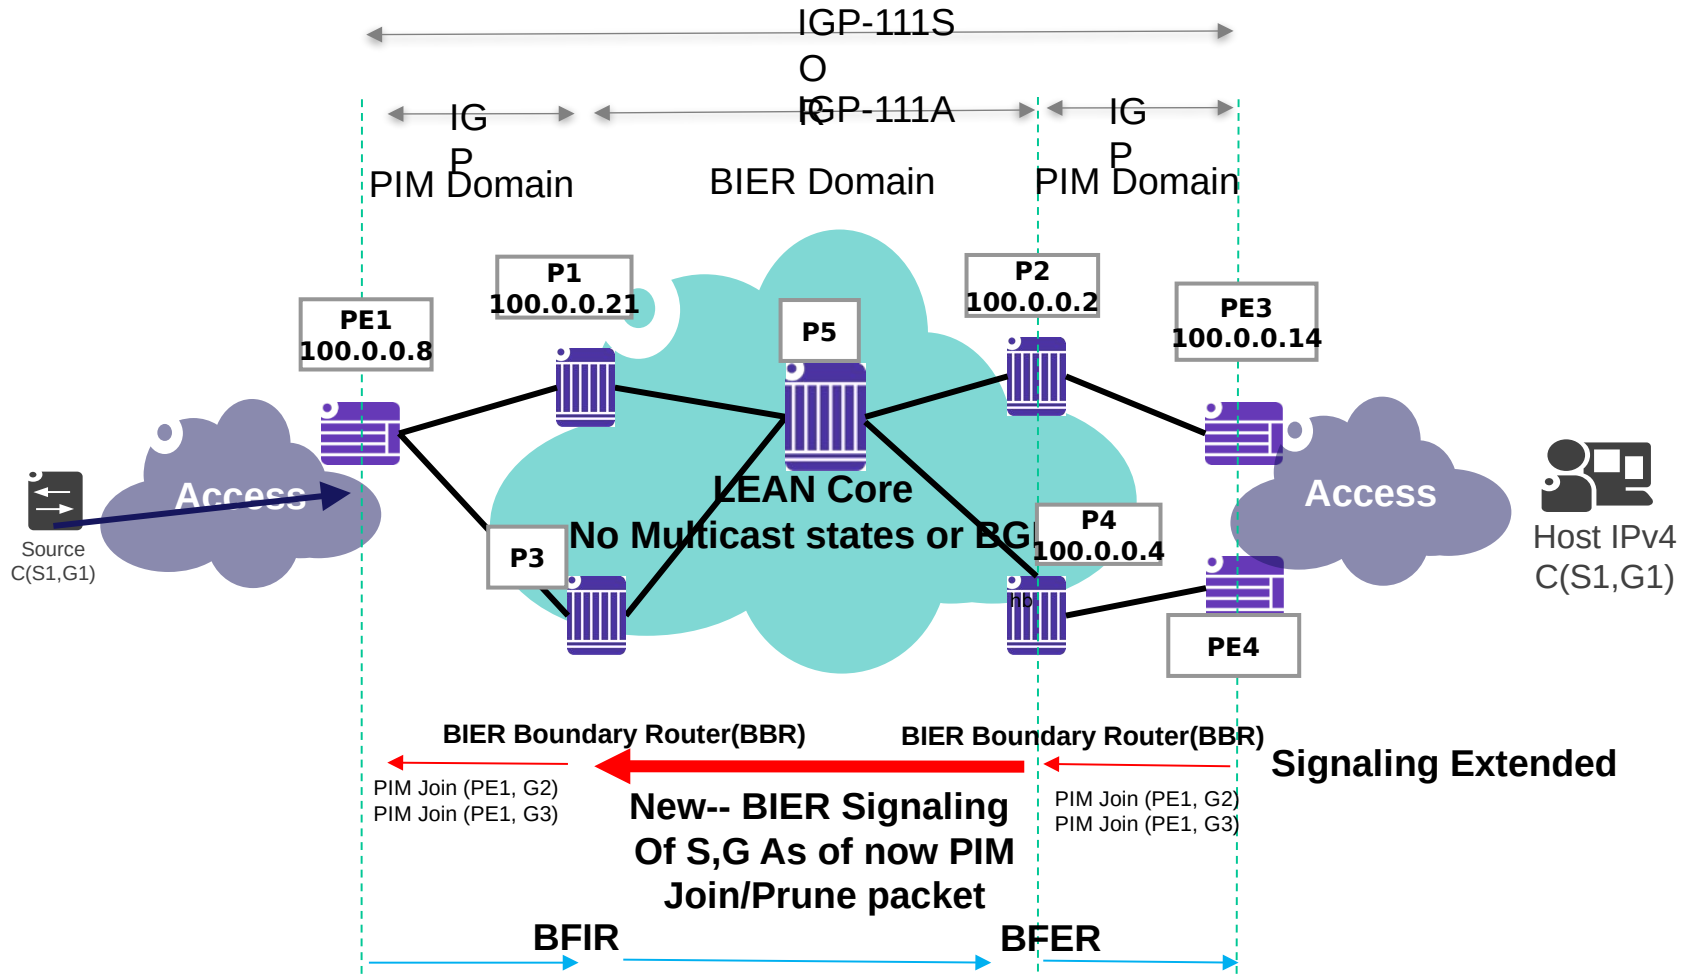 IGP-111S
O
R
IGP-111A
IG
P
IG
P
PIM Domain
BIER Domain
PIM Domain
P1
100.0.0.21
P2
100.0.0.2
PE1
100.0.0.8
P5
PE3
100.0.0.14
Access
Access
LEAN Core
No Multicast states or BG
P3
P4
100.0.0.4
nb
PE4
Source
C(S1,G1)
Host IPv4
C(S1,G1)
BIER Boundary Router(BBR)
BIER Boundary Router(BBR)
Signaling Extended
PIM Join (PE1, G2)
PIM Join (PE1, G3)
PIM Join (PE1, G2)
PIM Join (PE1, G3)
New-- BIER Signaling
Of S,G As of now PIM
Join/Prune packet
BFIR
BFER